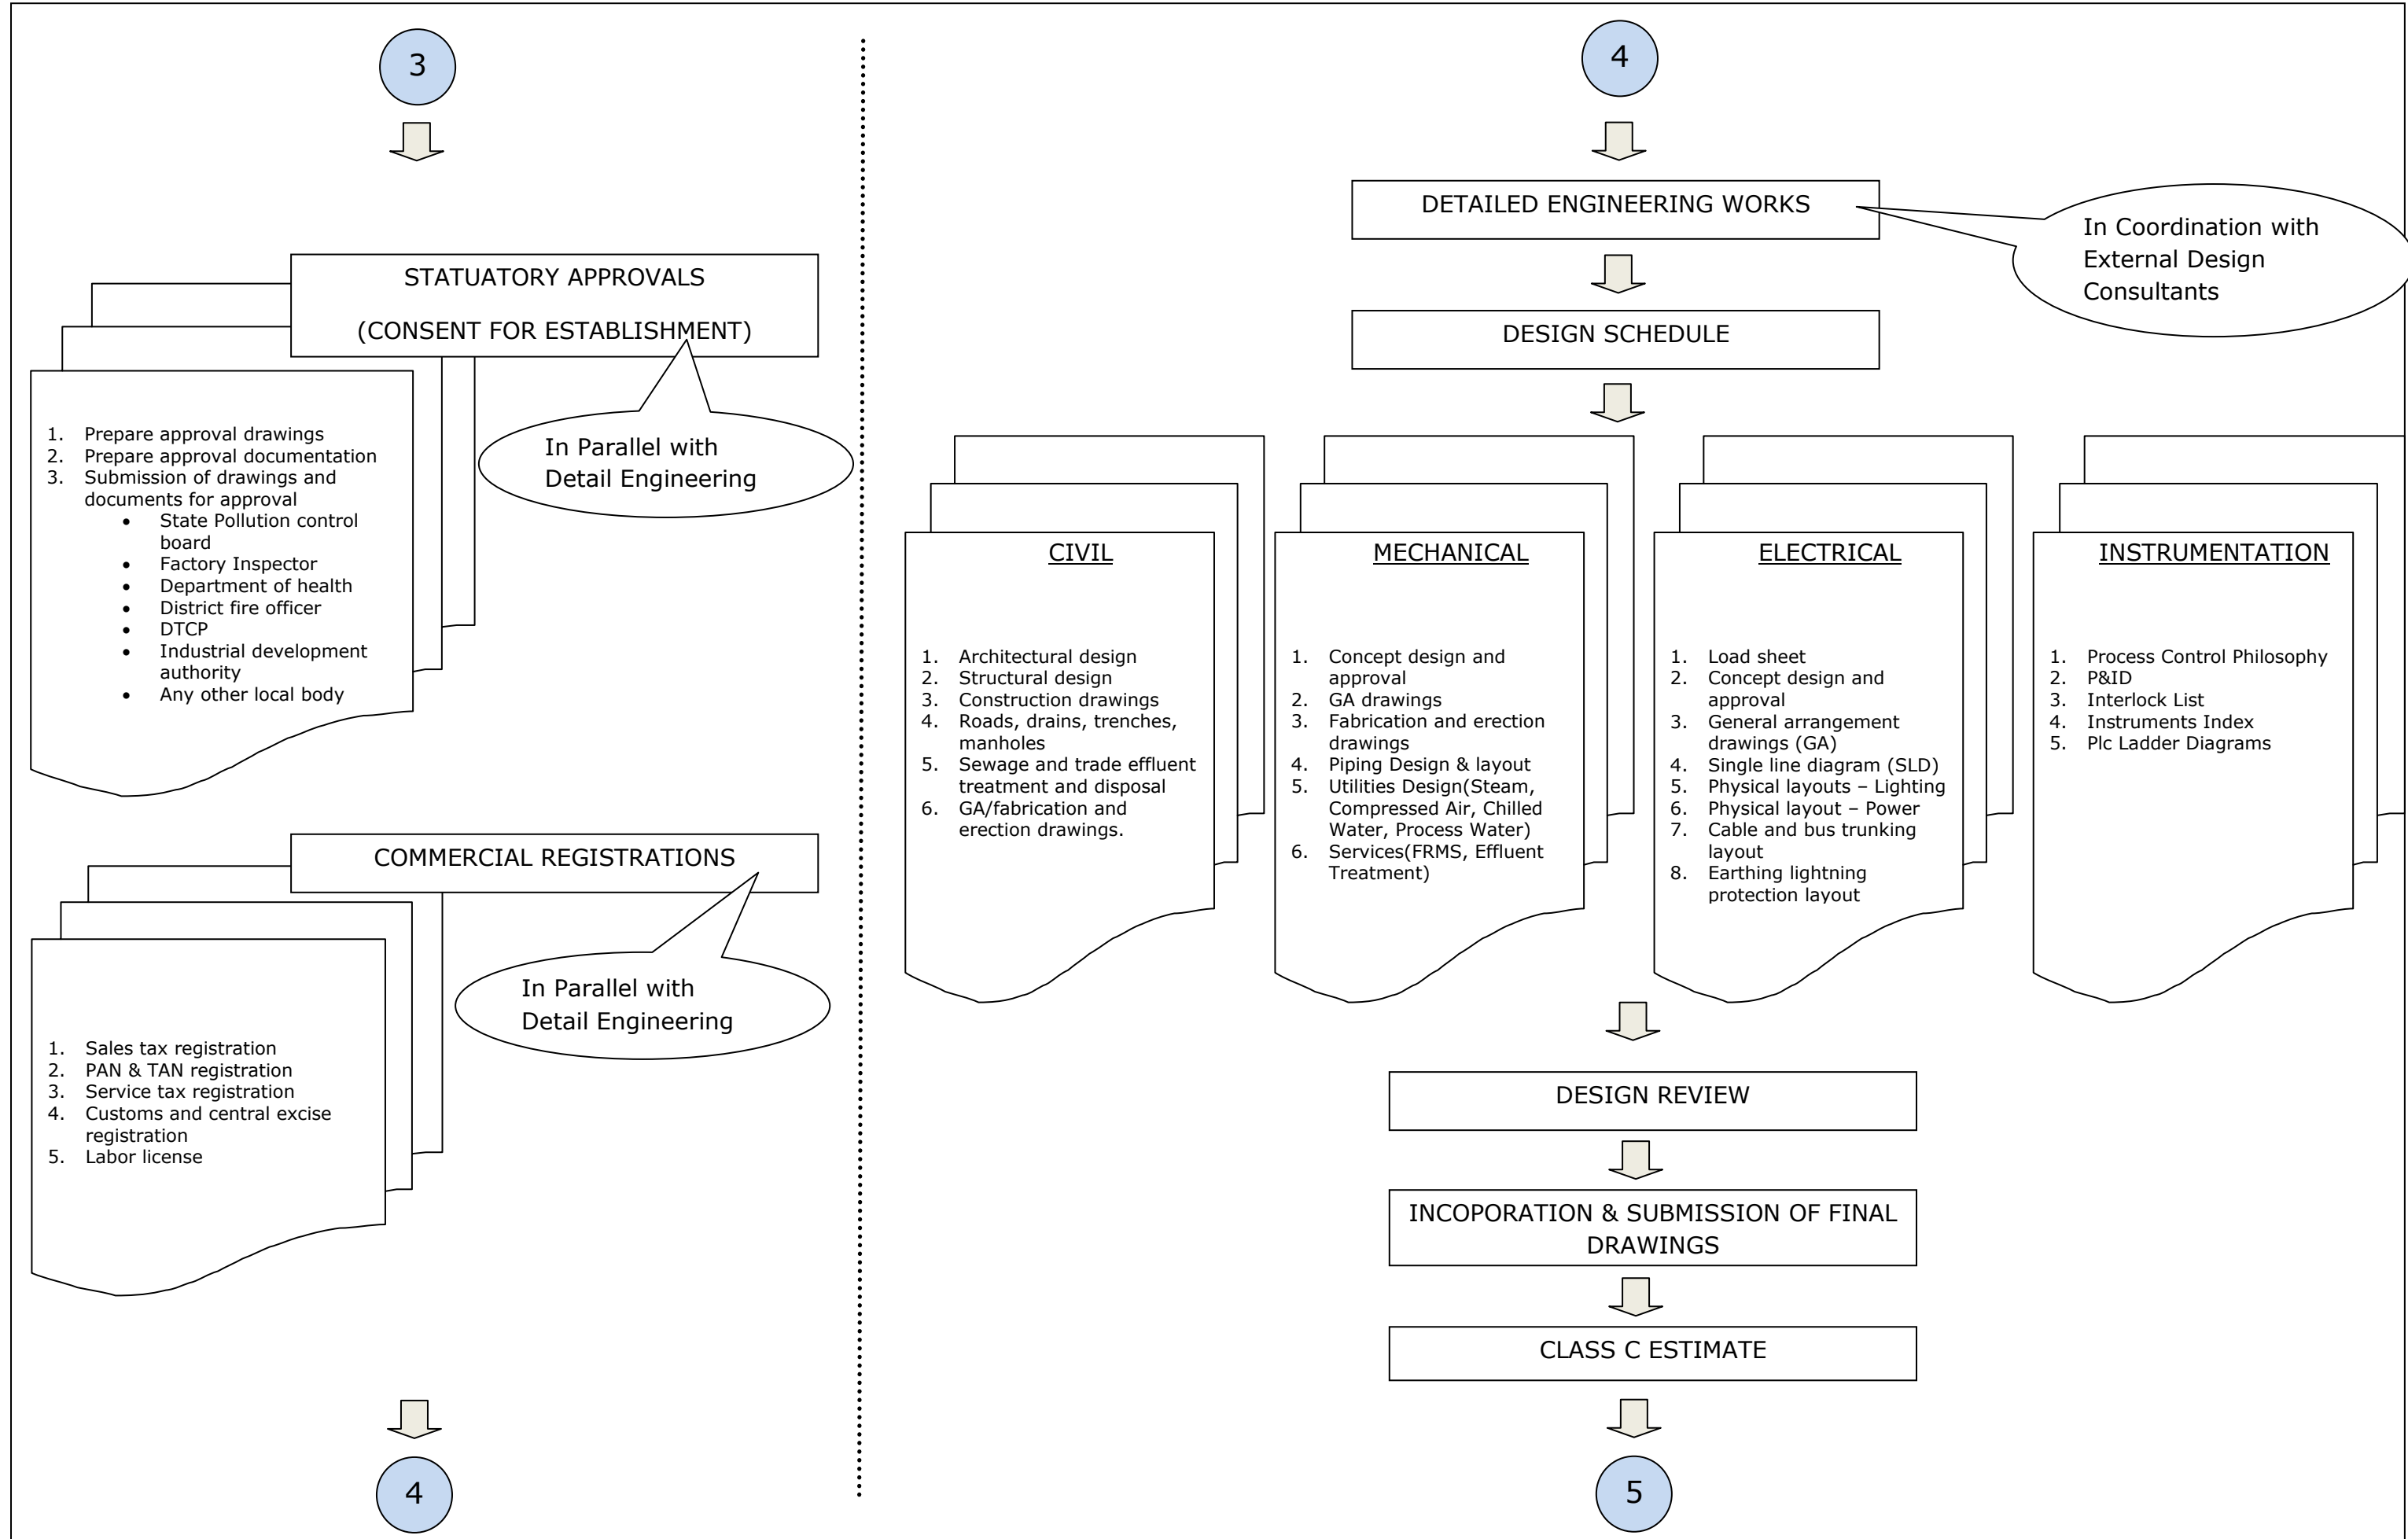 3
STATUATORY APPROVALS
(CONSENT FOR ESTABLISHMENT)
In Parallel with
Detail Engineering
1. Prepare approval drawings
2. Prepare approval documentation
3. Submission of drawings and
documents for approval
• State Pollution control
board
• Factory Inspector
• Department of health
• District fire officer
• DTCP
• Industrial development
authority
• Any other local body
COMMERCIAL REGISTRATIONS
In Parallel with
Detail Engineering
1. Sales tax registration
2. PAN & TAN registration
3. Service tax registration
4. Customs and central excise
registration
5. Labor license
4
4
DETAILED ENGINEERING WORKS
In Coordination with
External Design
Consultants
DESIGN SCHEDULE
CIVIL
1. Architectural design
2. Structural design
3. Construction drawings
4. Roads, drains, trenches,
manholes
5. Sewage and trade effluent
treatment and disposal
6. GA/fabrication and
erection drawings.
MECHANICAL
1. Concept design and
approval
2. GA drawings
3. Fabrication and erection
drawings
4. Piping Design & layout
5. Utilities Design(Steam,
Compressed Air, Chilled
Water, Process Water)
6. Services(FRMS, Effluent
Treatment)
ELECTRICAL
1. Load sheet
2. Concept design and
approval
3. General arrangement
drawings (GA)
4. Single line diagram (SLD)
5. Physical layouts – Lighting
6. Physical layout – Power
7. Cable and bus trunking
layout
8. Earthing lightning
protection layout
INSTRUMENTATION
1. Process Control Philosophy
2. P&ID
3. Interlock List
4. Instruments Index
5. Plc Ladder Diagrams
DESIGN REVIEW
INCOPORATION & SUBMISSION OF FINAL
DRAWINGS
CLASS C ESTIMATE
5